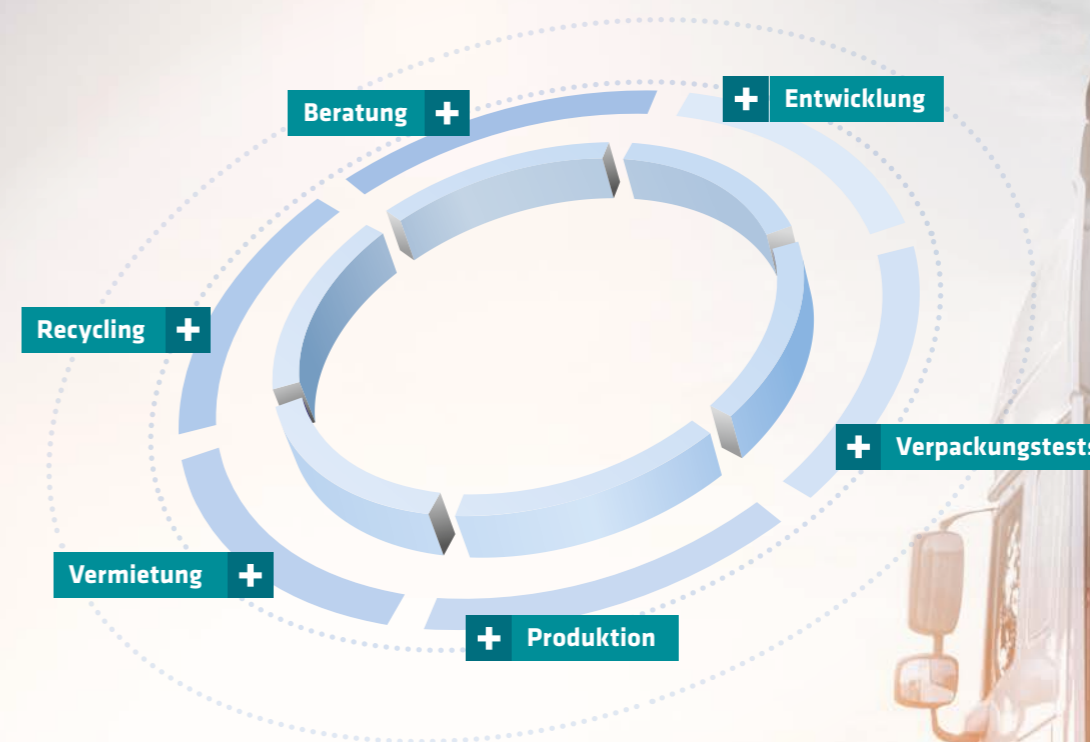 Beratung +
+ Entwicklung
Recycling +
+ Verpackungstests
Vermietung +
+ Produktion